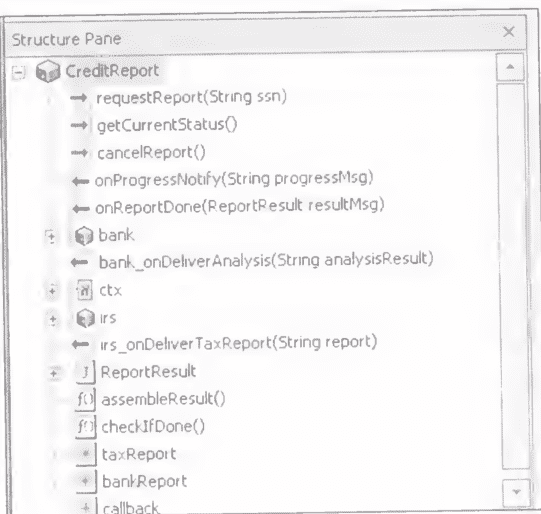 Structure Pane
CreditReport
requestReport(String ssn)
getCurrentStatus()
cancelReport()
onProgressNotify(String progressMsg)
onReportDone(ReportResult resultMsg)
bank
bank_onDeliverAnalysis(String analysisResult)
ctx
irs
irs_onDeliverTaxReport(String report)
ReportResult
assembleResult()
checkIfDone()
taxReport
bankReport
callback